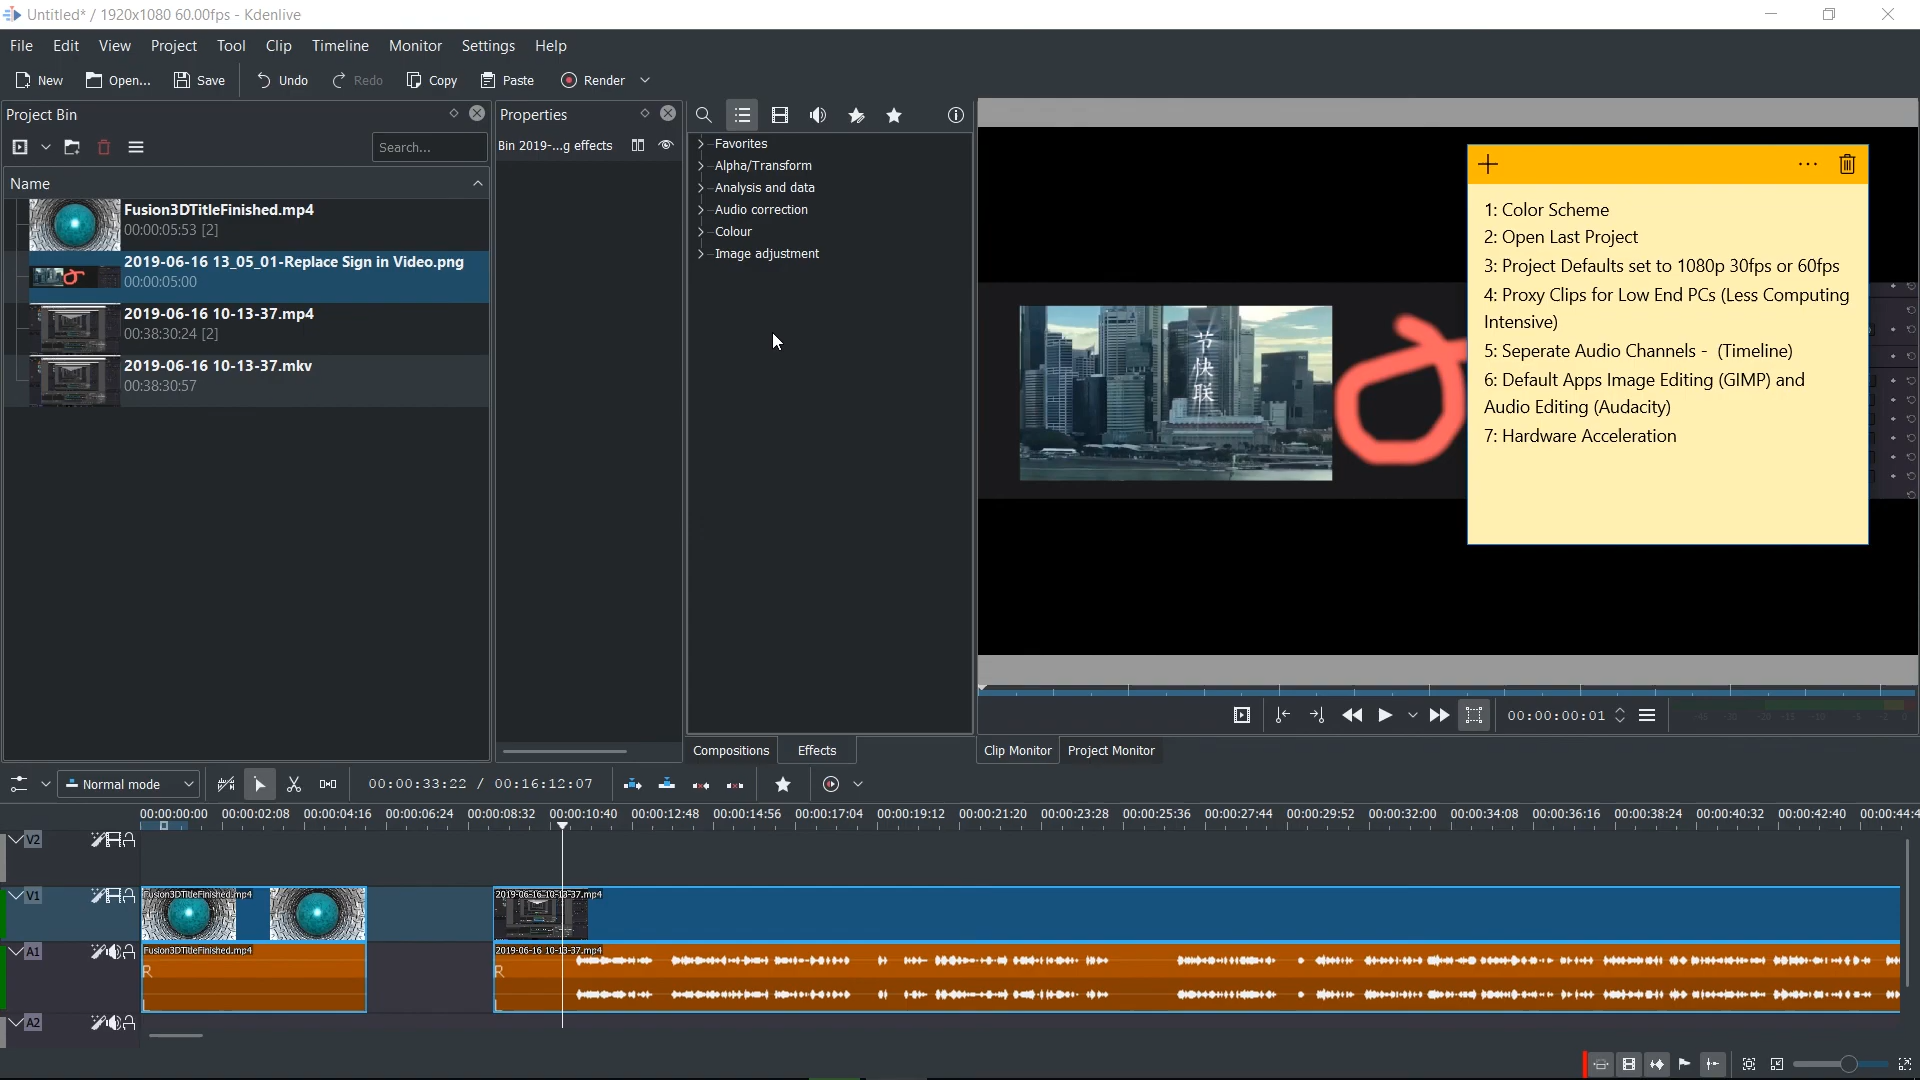 Untitled* / 1920x1080 60.00fps - Kdenlive
File Edit View Project Tool Clip Timeline Monitor Settings Help
New Open... Save Undo Redo Copy Paste Render
Project Bin
Search...
Name
Fusion3DTitleFinished.mp4
00:00:05:53 [2]
2019-06-16 13_05_01-Replace Sign in Video.png
00:00:05:00
2019-06-16 10-13-37.mp4
00:38:30:24 [2]
2019-06-16 10-13-37.mkv
00:38:30:57
Properties
Bin 2019-...g effects
Favorites
Alpha/Transform
Analysis and data
Audio correction
Colour
Image adjustment
Compositions Effects
节
快
联
1: Color Scheme
2: Open Last Project
3: Project Defaults set to 1080p 30fps or 60fps
4: Proxy Clips for Low End PCs (Less Computing
Intensive)
5: Seperate Audio Channels - (Timeline)
6: Default Apps Image Editing (GIMP) and
Audio Editing (Audacity)
7: Hardware Acceleration
00:00:00:01
Clip Monitor Project Monitor
Normal mode 00:00:33:22 / 00:16:12:07
00:00:00:00 00:00:02:08 00:00:04:16 00:00:06:24 00:00:08:32 00:00:10:40 00:00:12:48 00:00:14:56 00:00:17:04 00:00:19:12 00:00:21:20 00:00:23:28 00:00:25:36 00:00:27:44 00:00:29:52 00:00:32:00 00:00:34:08 00:00:36:16 00:00:38:24 00:00:40:32 00:00:42:40 00:00:44:4
V2
V1
Fusion3DTitleFinished.mp4 2019-06-16 10-13-37.mp4
A1
Fusion3DTitleFinished.mp4 2019-06-16 10-13-37.mp4
R R
L L
A2